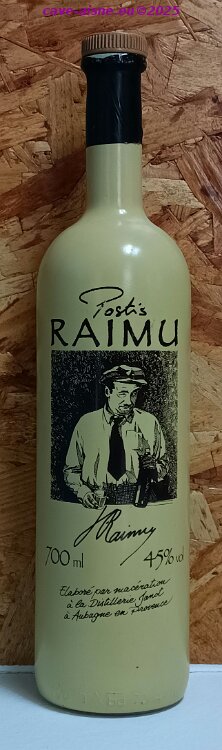 cave-aisne.eu©2025
Postis
RAIMU
Raimu
700 ml 45% vol
Elaboré par macération
à la Distillerie Janot
à Aubagne en Provence